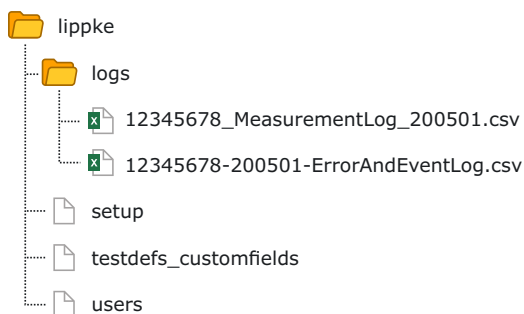 lippke
logs
12345678_MeasurementLog_200501.csv
12345678-200501-ErrorAndEventLog.csv
setup
testdefs_customfields
users